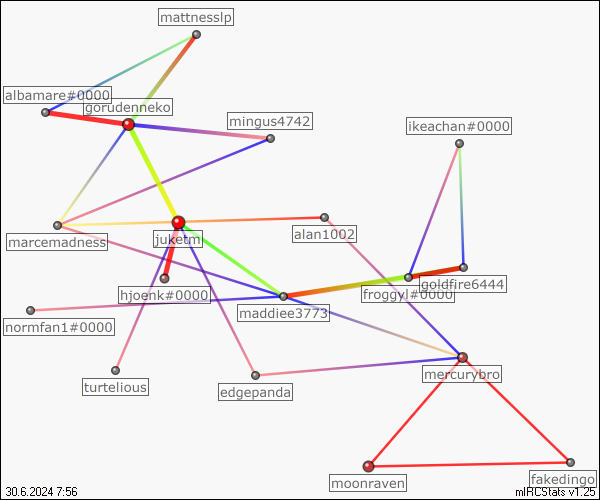 mattnesslp
albamare#0000
gorudenneko
mingus4742
ikeachan#0000
marcemadness
juketm
alan1002
goldfire6444
hjoenk#0000
froggyl#0000
maddiee3773
normfan1#0000
turtelious
edgepanda
mercurybro
moonraven
fakedingo
30.6.2024 7:56
mIRCStats v1.25